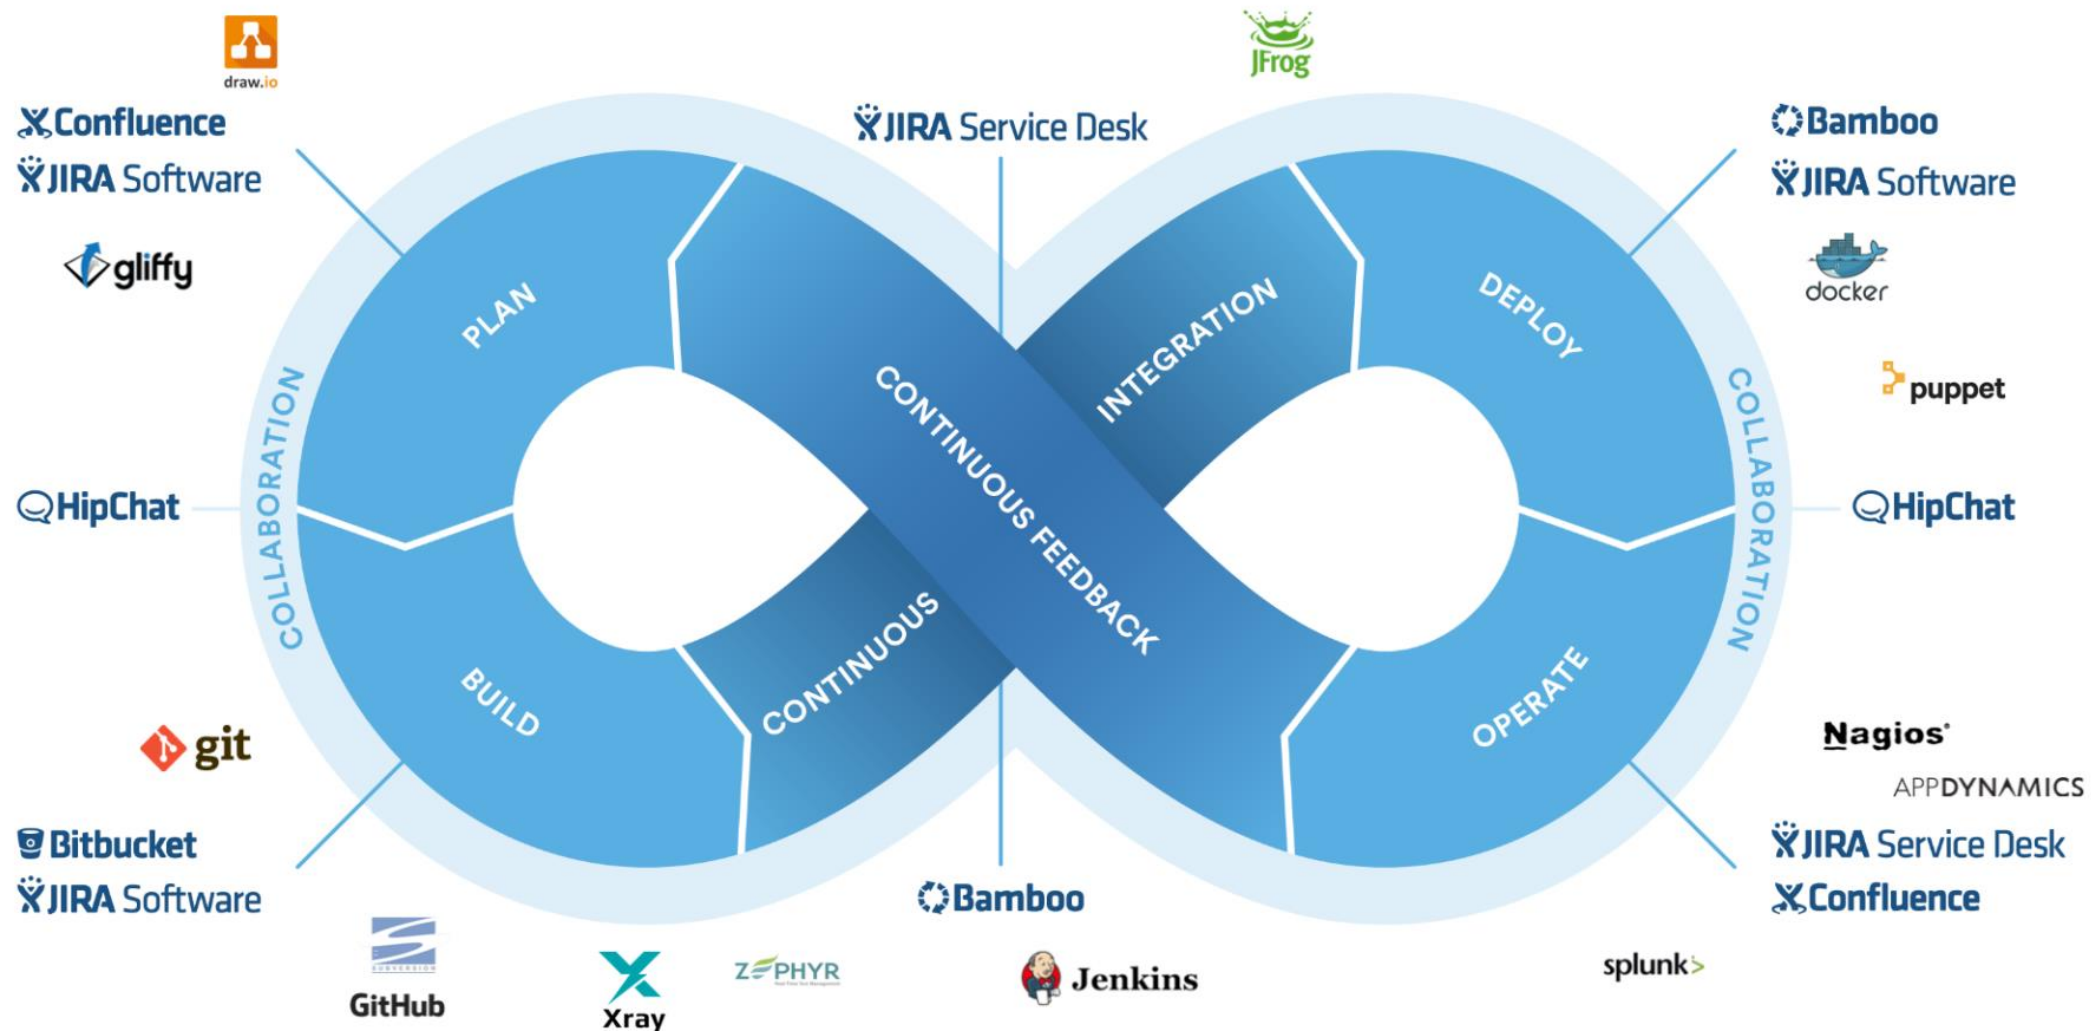 draw.io
JFrog
Confluence
JIRA Service Desk
Bamboo
JIRA Software
JIRA Software
gliffy
docker
PLAN
INTEGRATION
DEPLOY
puppet
COLLABORATION
CONTINUOUS FEEDBACK
COLLABORATION
HipChat
HipChat
CONTINUOUS
BUILD
OPERATE
git
Nagios®
APPDYNAMICS
Bitbucket
JIRA Service Desk
JIRA Software
Bamboo
Confluence
SUBVERSION
GitHub
Xray
ZEPHYR
Jenkins
splunk>